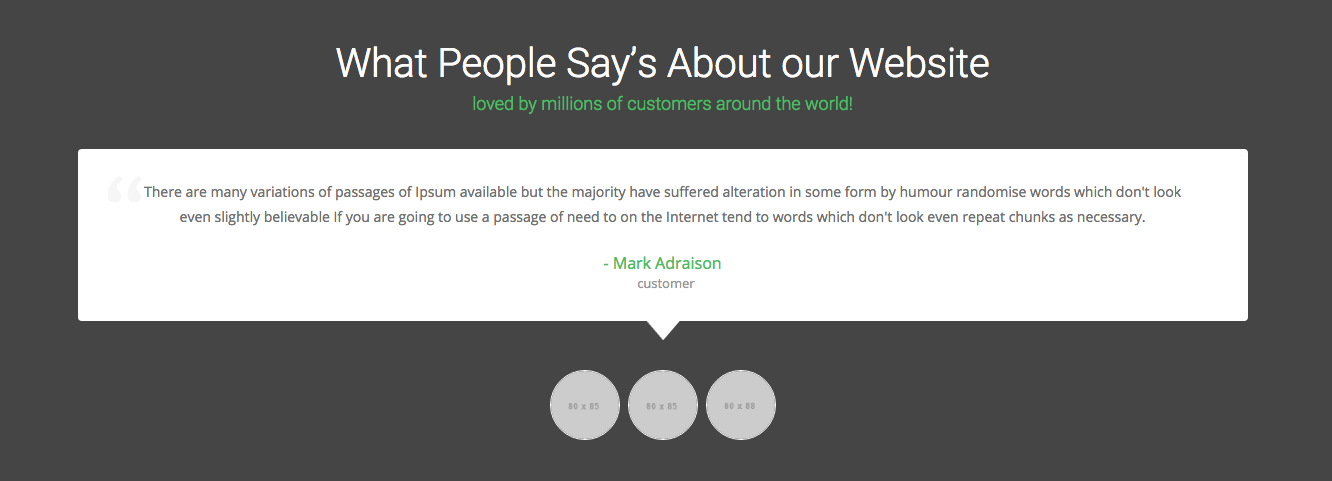 What People Say’s About our Website
loved by millions of customers around the world!
“
There are many variations of passages of Ipsum available but the majority have suffered alteration in some form by humour randomise words which don't look
even slightly believable If you are going to use a passage of need to on the Internet tend to words which don't look even repeat chunks as necessary.
- Mark Adraison
customer
80 x 85
80 x 85
80 x 80